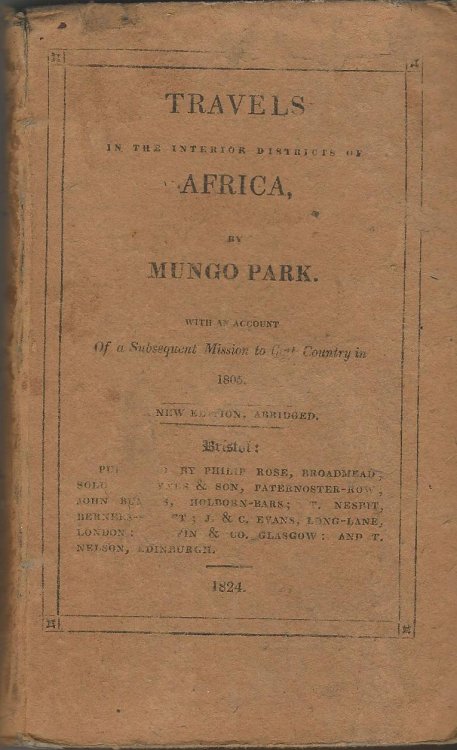 TRAVELS
IN THE INTERIOR DISTRICTS OF
AFRICA,
BY
MUNGO PARK.
WITH AN ACCOUNT
Of a Subsequent Mission to that Country in
1805.
NEW EDITION, ABRIDGED.
Bristol:
BY PHILIP ROSE, BROADMEAD;
& SON, PATERNOSTER-ROW,
JOHN HOLBORN-BARS; T. NESBIT,
J. & C. EVANS, LONG-LANE,
LONDON: & CO. GLASGOW: AND T.
NELSON, EDINBURGH.
1824.